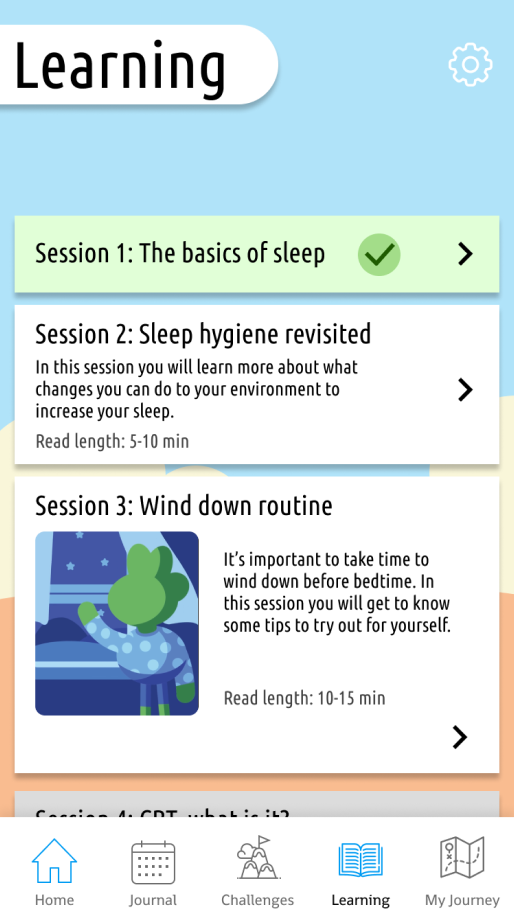 Learning
Session 1: The basics of sleep
Session 2: Sleep hygiene revisited
In this session you will learn more about what
changes you can do to your environment to
increase your sleep.
Read length: 5-10 min
Session 3: Wind down routine
It's important to take time to
wind down before bedtime. In
this session you will get to know
some tips to try out for yourself.
Read length: 10-15 min
Session 4: CBT, what is it?
Home
Journal
Challenges
Learning
My Journey